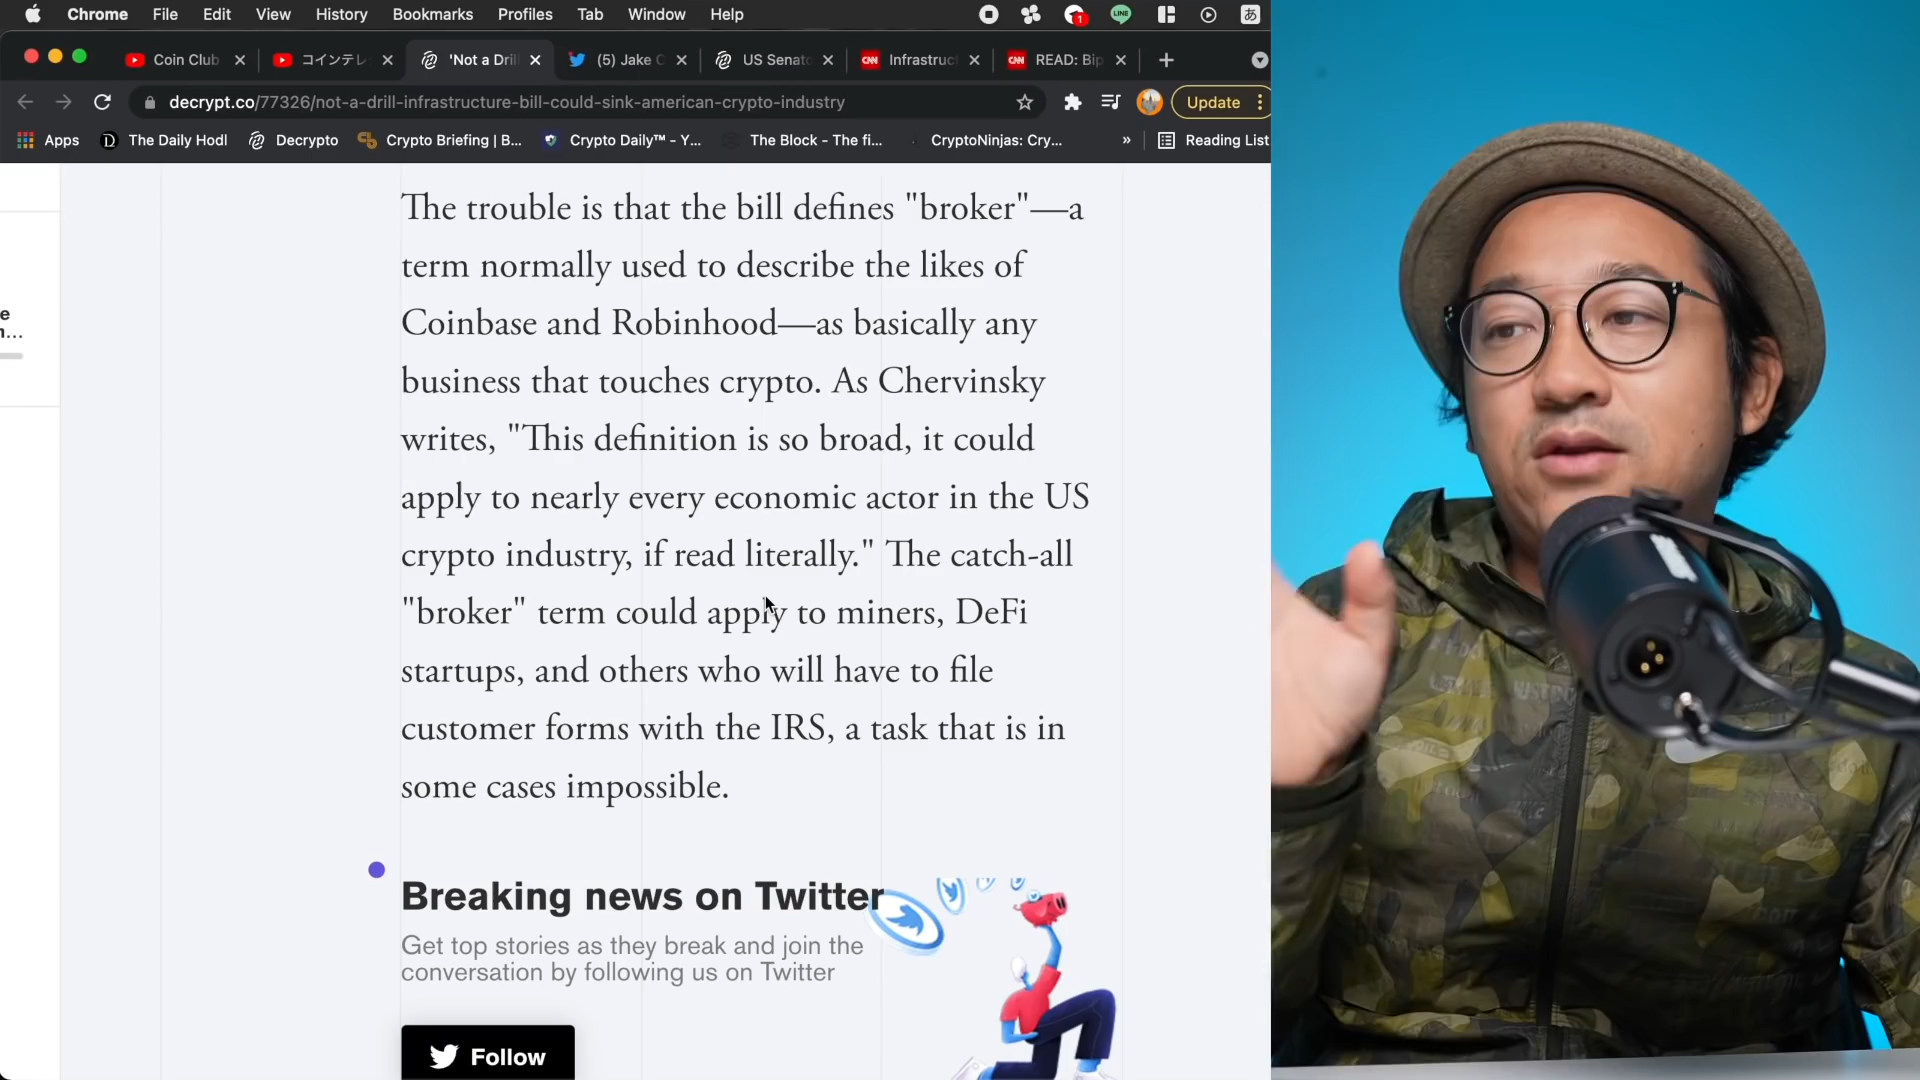 Chrome File Edit View History Bookmarks Profiles Tab Window Help
1 LINE あ
Coin Club コインテレ 'Not a Drill (5) Jake C US Senato CNN Infrastruc CNN READ: Bip
decrypt.co/77326/not-a-drill-infrastructure-bill-could-sink-american-crypto-industry Update
Apps The Daily Hodl Decrypto Crypto Briefing | B... Crypto Daily™ - Y... The Block - The fi... CryptoNinjas: Cry... » Reading List
The trouble is that the bill defines "broker"—a
term normally used to describe the likes of
Coinbase and Robinhood—as basically any
business that touches crypto. As Chervinsky
writes, "This definition is so broad, it could
apply to nearly every economic actor in the US
crypto industry, if read literally." The catch-all
"broker" term could apply to miners, DeFi
startups, and others who will have to file
customer forms with the IRS, a task that is in
some cases impossible.
e
n...
Breaking news on Twitter
Get top stories as they break and join the
conversation by following us on Twitter
Follow